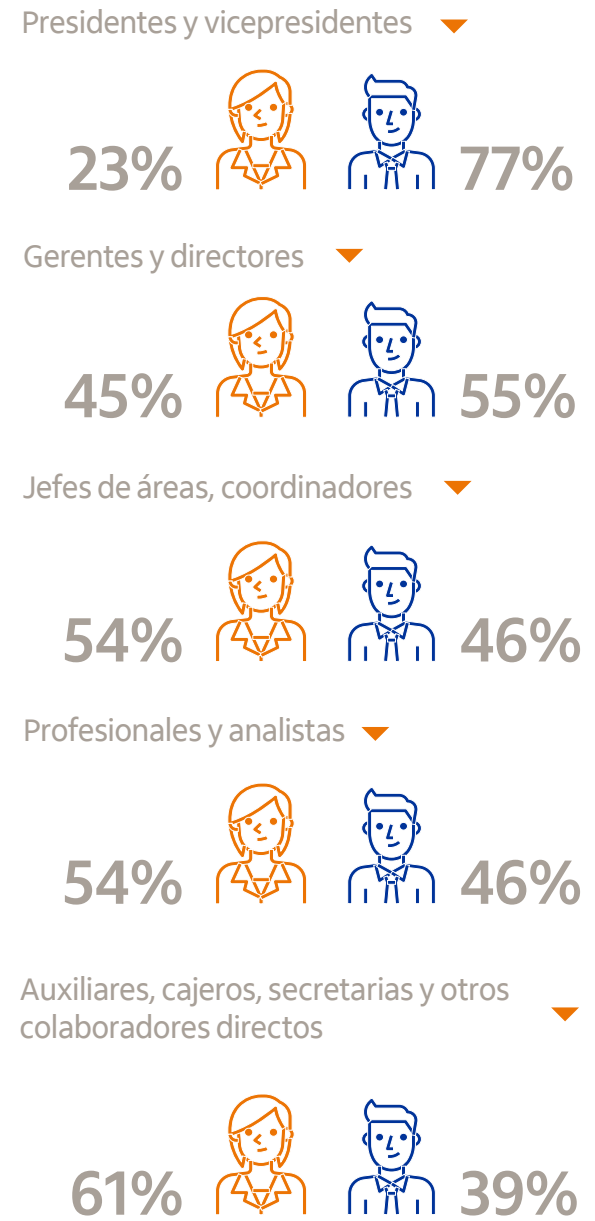 Presidentes y vicepresidentes
23% 77%
Gerentes y directores
45% 55%
Jefes de áreas, coordinadores
54% 46%
Profesionales y analistas
54% 46%
Auxiliares, cajeros, secretarias y otros
colaboradores directos
61% 39%